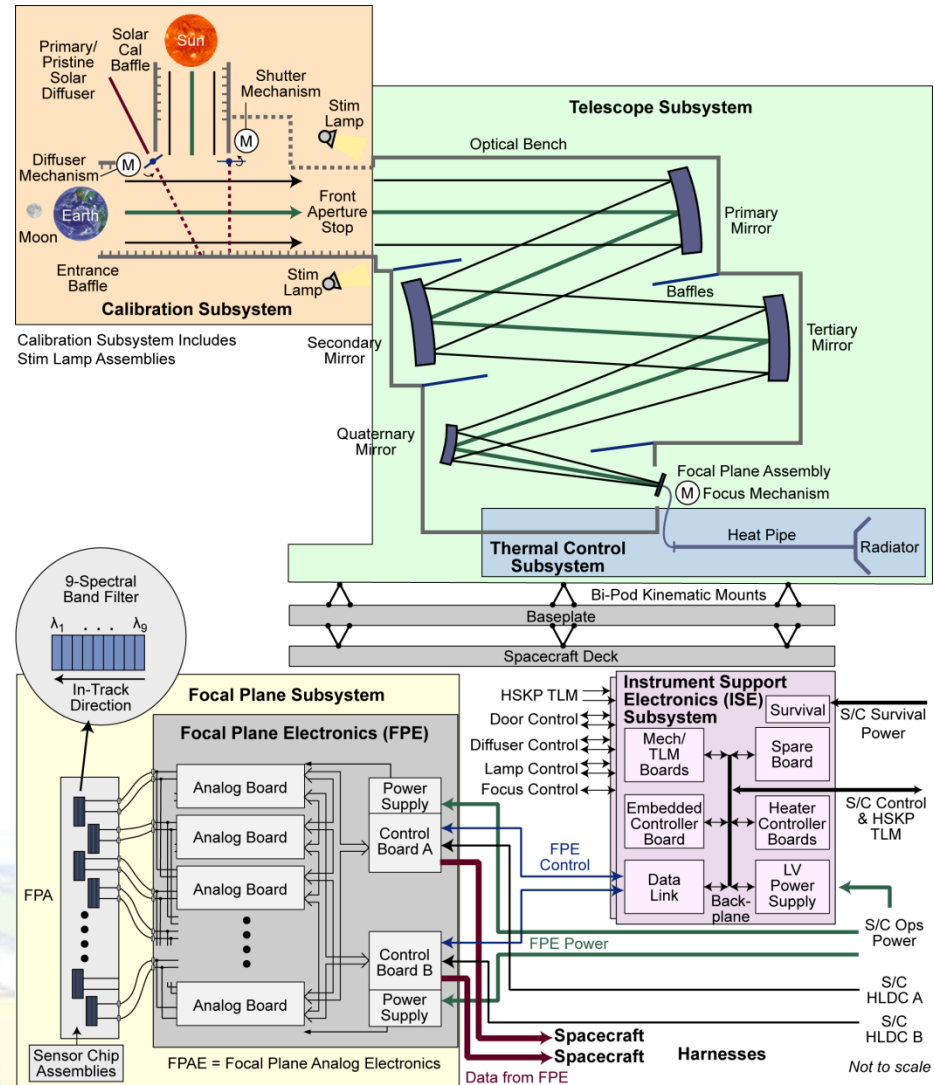 Sun
Solar
Cal
Baffle
Primary/
Pristine
Solar
Diffuser
Shutter
Mechanism
M
Stim
Lamp
Diffuser
Mechanism
M
Earth
Moon
Front
Aperture
Stop
Entrance
Baffle
Stim
Lamp
Calibration Subsystem
Calibration Subsystem Includes
Stim Lamp Assemblies
Telescope Subsystem
Optical Bench
Primary
Mirror
Baffles
Secondary
Mirror
Tertiary
Mirror
Quaternary
Mirror
Focal Plane Assembly
M Focus Mechanism
Heat Pipe
Radiator
Thermal Control
Subsystem
Bi-Pod Kinematic Mounts
Baseplate
Spacecraft Deck
9-Spectral
Band Filter
λ1 . . . λ9
In-Track
Direction
Focal Plane Subsystem
Focal Plane Electronics (FPE)
Analog Board
Analog Board
Analog Board
Analog Board
Power
Supply
Control
Board A
Control
Board B
Power
Supply
FPA
Sensor Chip
Assemblies
FPAE = Focal Plane Analog Electronics
HSKP TLM
Door Control
Diffuser Control
Lamp Control
Focus Control
Instrument Support
Electronics (ISE)
Subsystem
Survival
Mech/
TLM
Boards
Spare
Board
Embedded
Controller
Board
Heater
Controller
Boards
Data
Link
LV
Power
Supply
Back-
plane
S/C Survival
Power
S/C Control
& HSKP
TLM
FPE
Control
FPE Power
S/C Ops
Power
S/C
HLDC A
S/C
HLDC B
Spacecraft
Spacecraft
Harnesses
Data from FPE
Not to scale